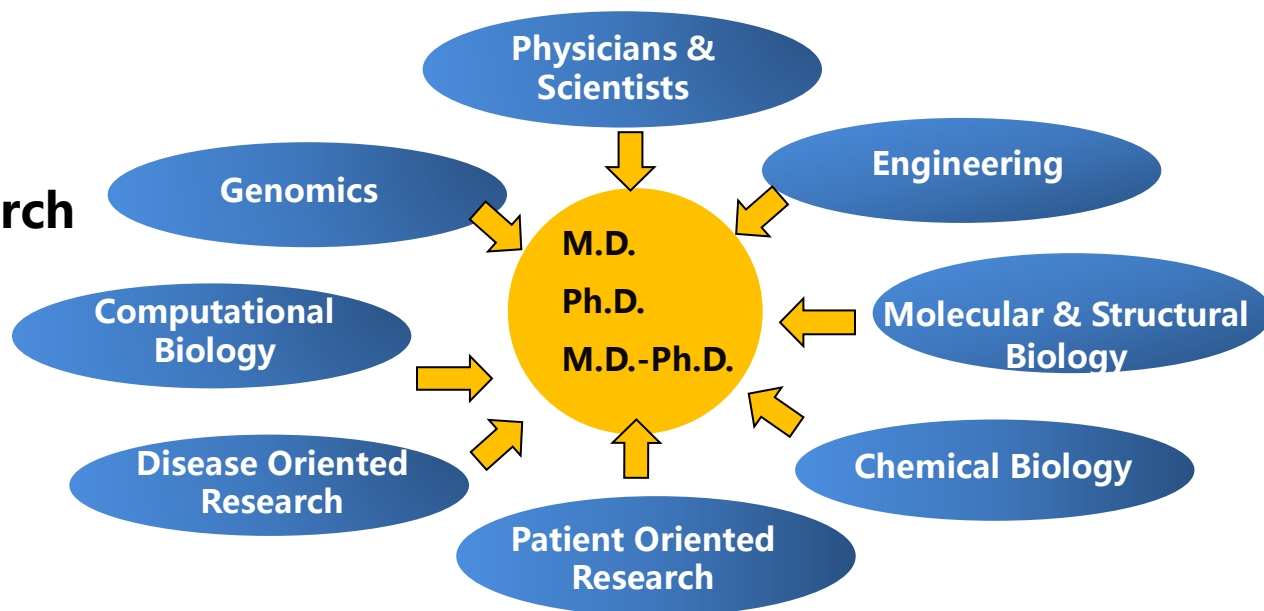 Physicians &
Scientists
Engineering
Genomics
rch
M.D.
Ph.D.
M.D.-Ph.D.
Computational
Biology
Molecular & Structural
Biology
Disease Oriented
Research
Chemical Biology
Patient Oriented
Research